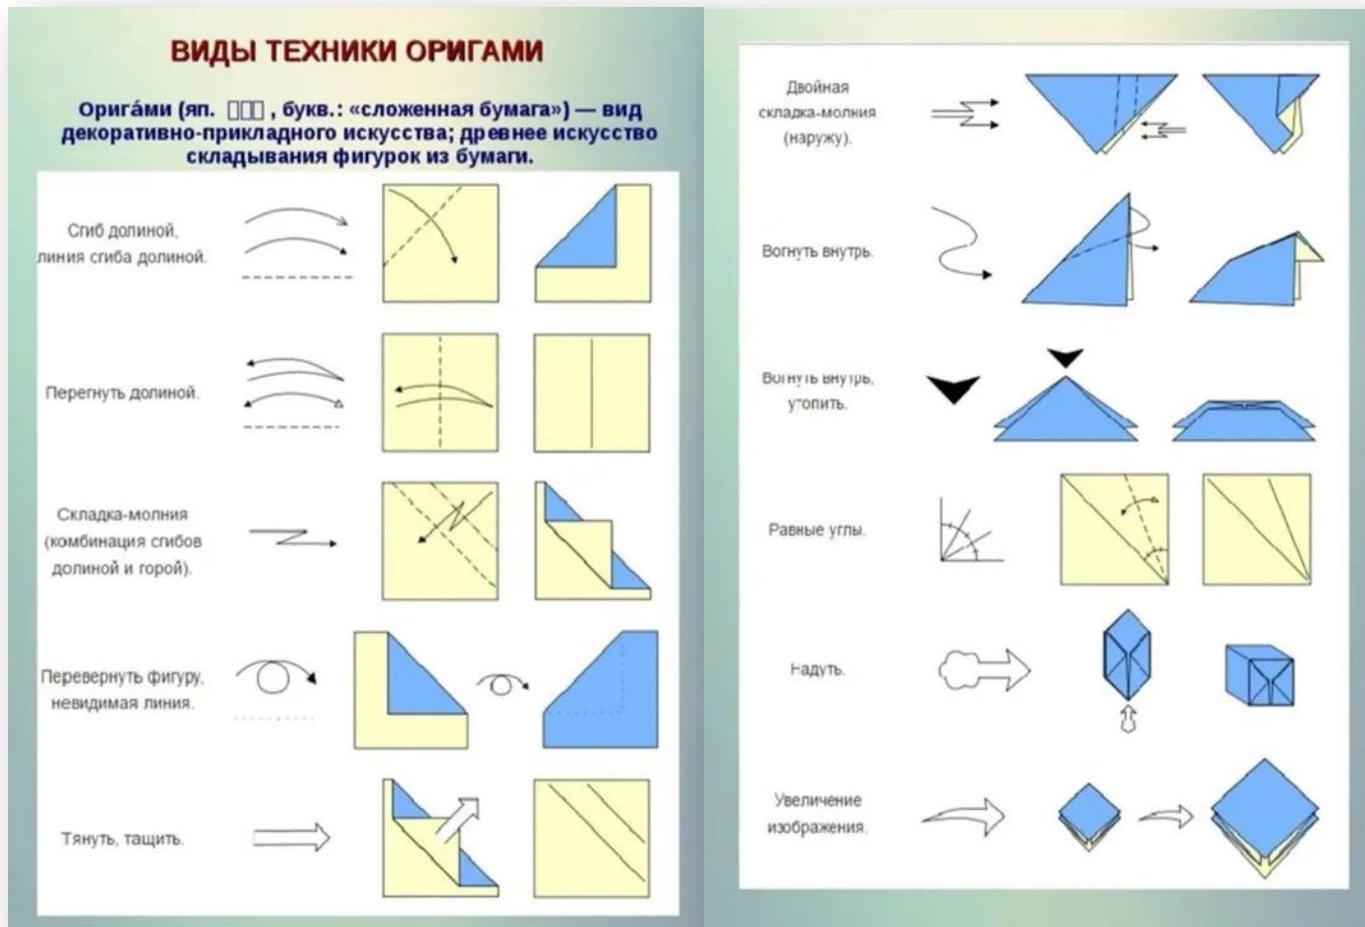 ВИДЫ ТЕХНИКИ ОРИГАМИ
Орига́ми (яп. , букв.: «сложенная бумага») — вид
декоративно-прикладного искусства; древнее искусство
складывания фигурок из бумаги.
Сгиб долиной,
линия сгиба долиной.
Перегнуть долиной.
Складка-молния
(комбинация сгибов
долиной и горой).
Перевернуть фигуру,
невидимая линия.
Тянуть, тащить.
Двойная
складка-молния
(наружу).
Вогнуть внутрь.
Вогнуть внутрь,
утопить.
Равные углы.
Надуть.
Увеличение
изображения.